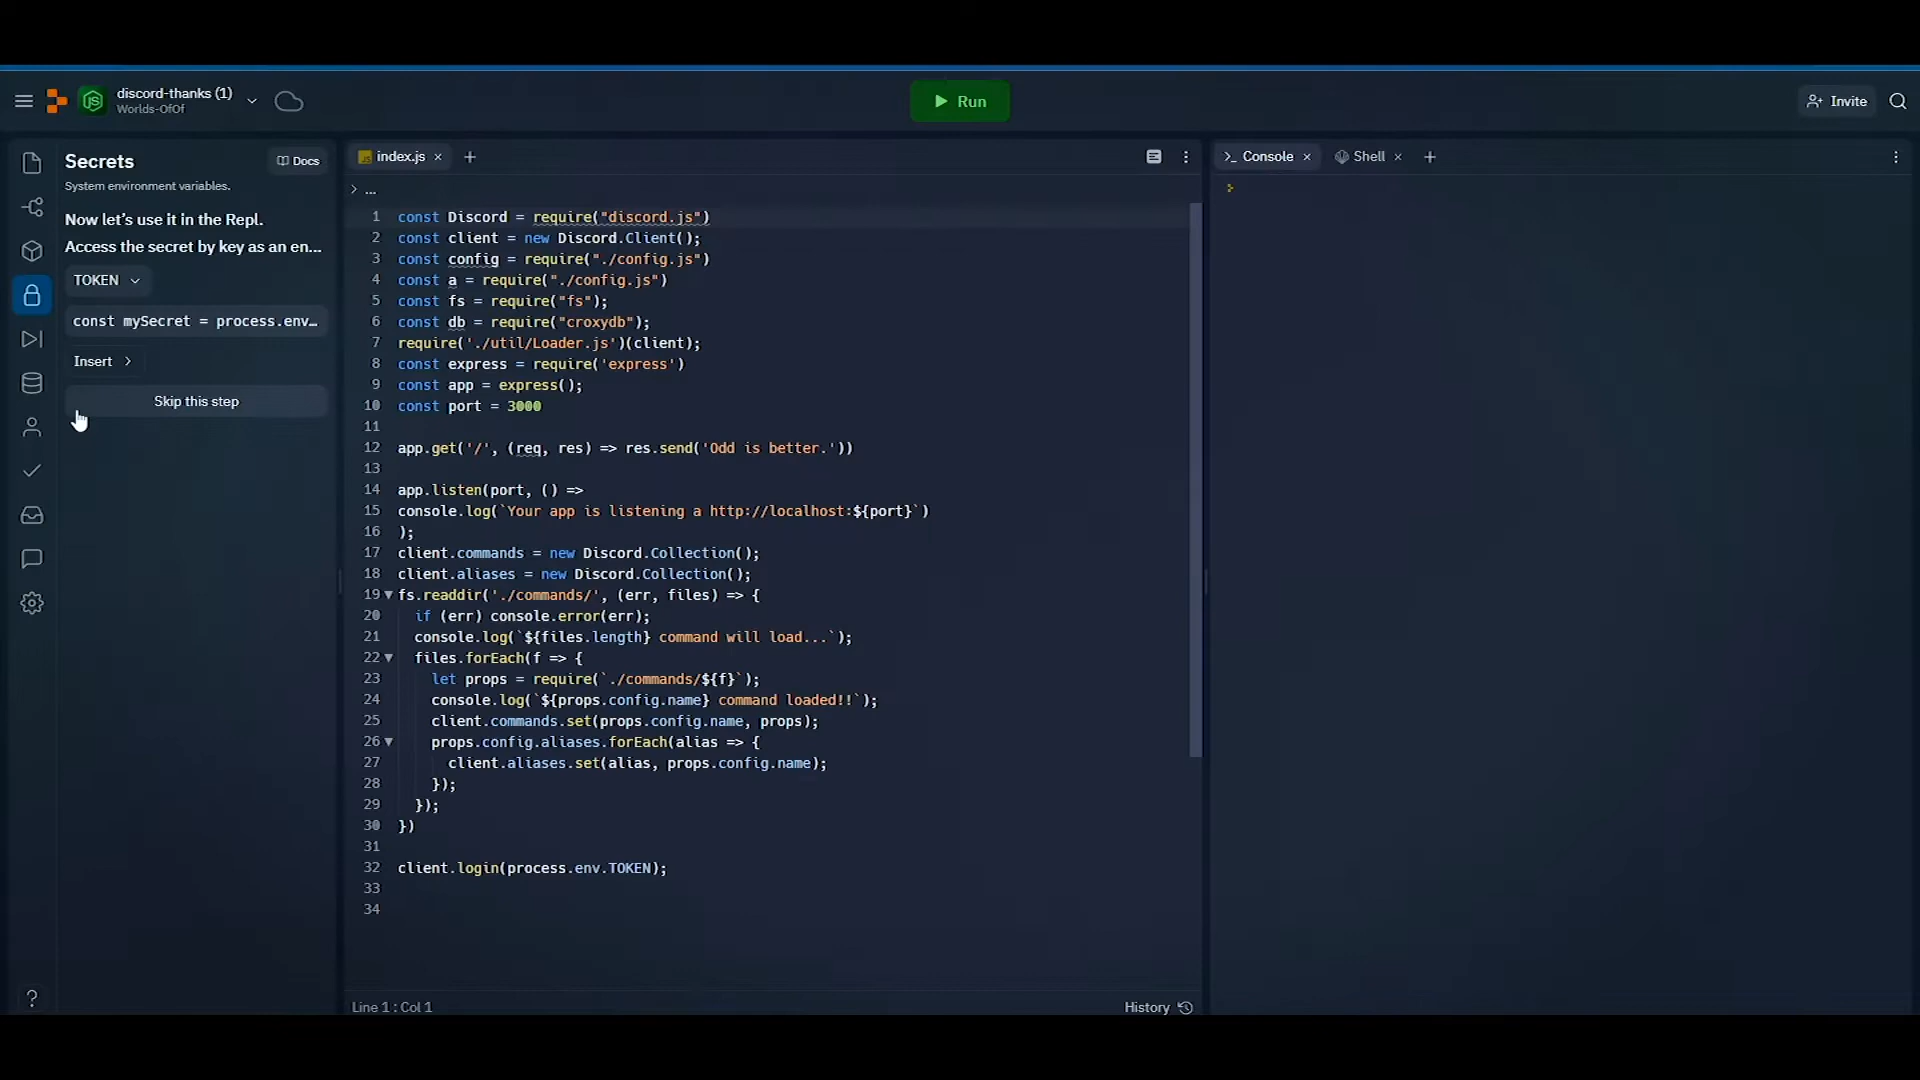 discord-thanks (1)
Worlds-OfOf
Run
Invite
Secrets
Docs
System environment variables.
Now let's use it in the Repl.
Access the secret by key as an en...
TOKEN
const mySecret = process.env…
Insert
Skip this step
index.js
...
1 const Discord = require("discord.js")
2 const client = new Discord.Client();
3 const config = require("./config.js")
4 const a = require("./config.js")
5 const fs = require("fs");
6 const db = require("croxydb");
7 require('./util/Loader.js')(client);
8 const express = require('express')
9 const app = express();
10 const port = 3000
11
12 app.get('/', (req, res) => res.send('Odd is better.'))
13
14 app.listen(port, () =>
15 console.log(`Your app is listening a http://localhost:${port}`)
16 );
17 client.commands = new Discord.Collection();
18 client.aliases = new Discord.Collection();
19 fs.readdir('./commands/', (err, files) => {
20 if (err) console.error(err);
21 console.log(`${files.length} command will load...`);
22 files.forEach(f => {
23 let props = require(`./commands/${f}`);
24 console.log(`${props.config.name} command loaded!!`);
25 client.commands.set(props.config.name, props);
26 props.config.aliases.forEach(alias => {
27 client.aliases.set(alias, props.config.name);
28 });
29 });
30 })
31
32 client.login(process.env.TOKEN);
33
34
Line 1 : Col 1
History
Console
Shell